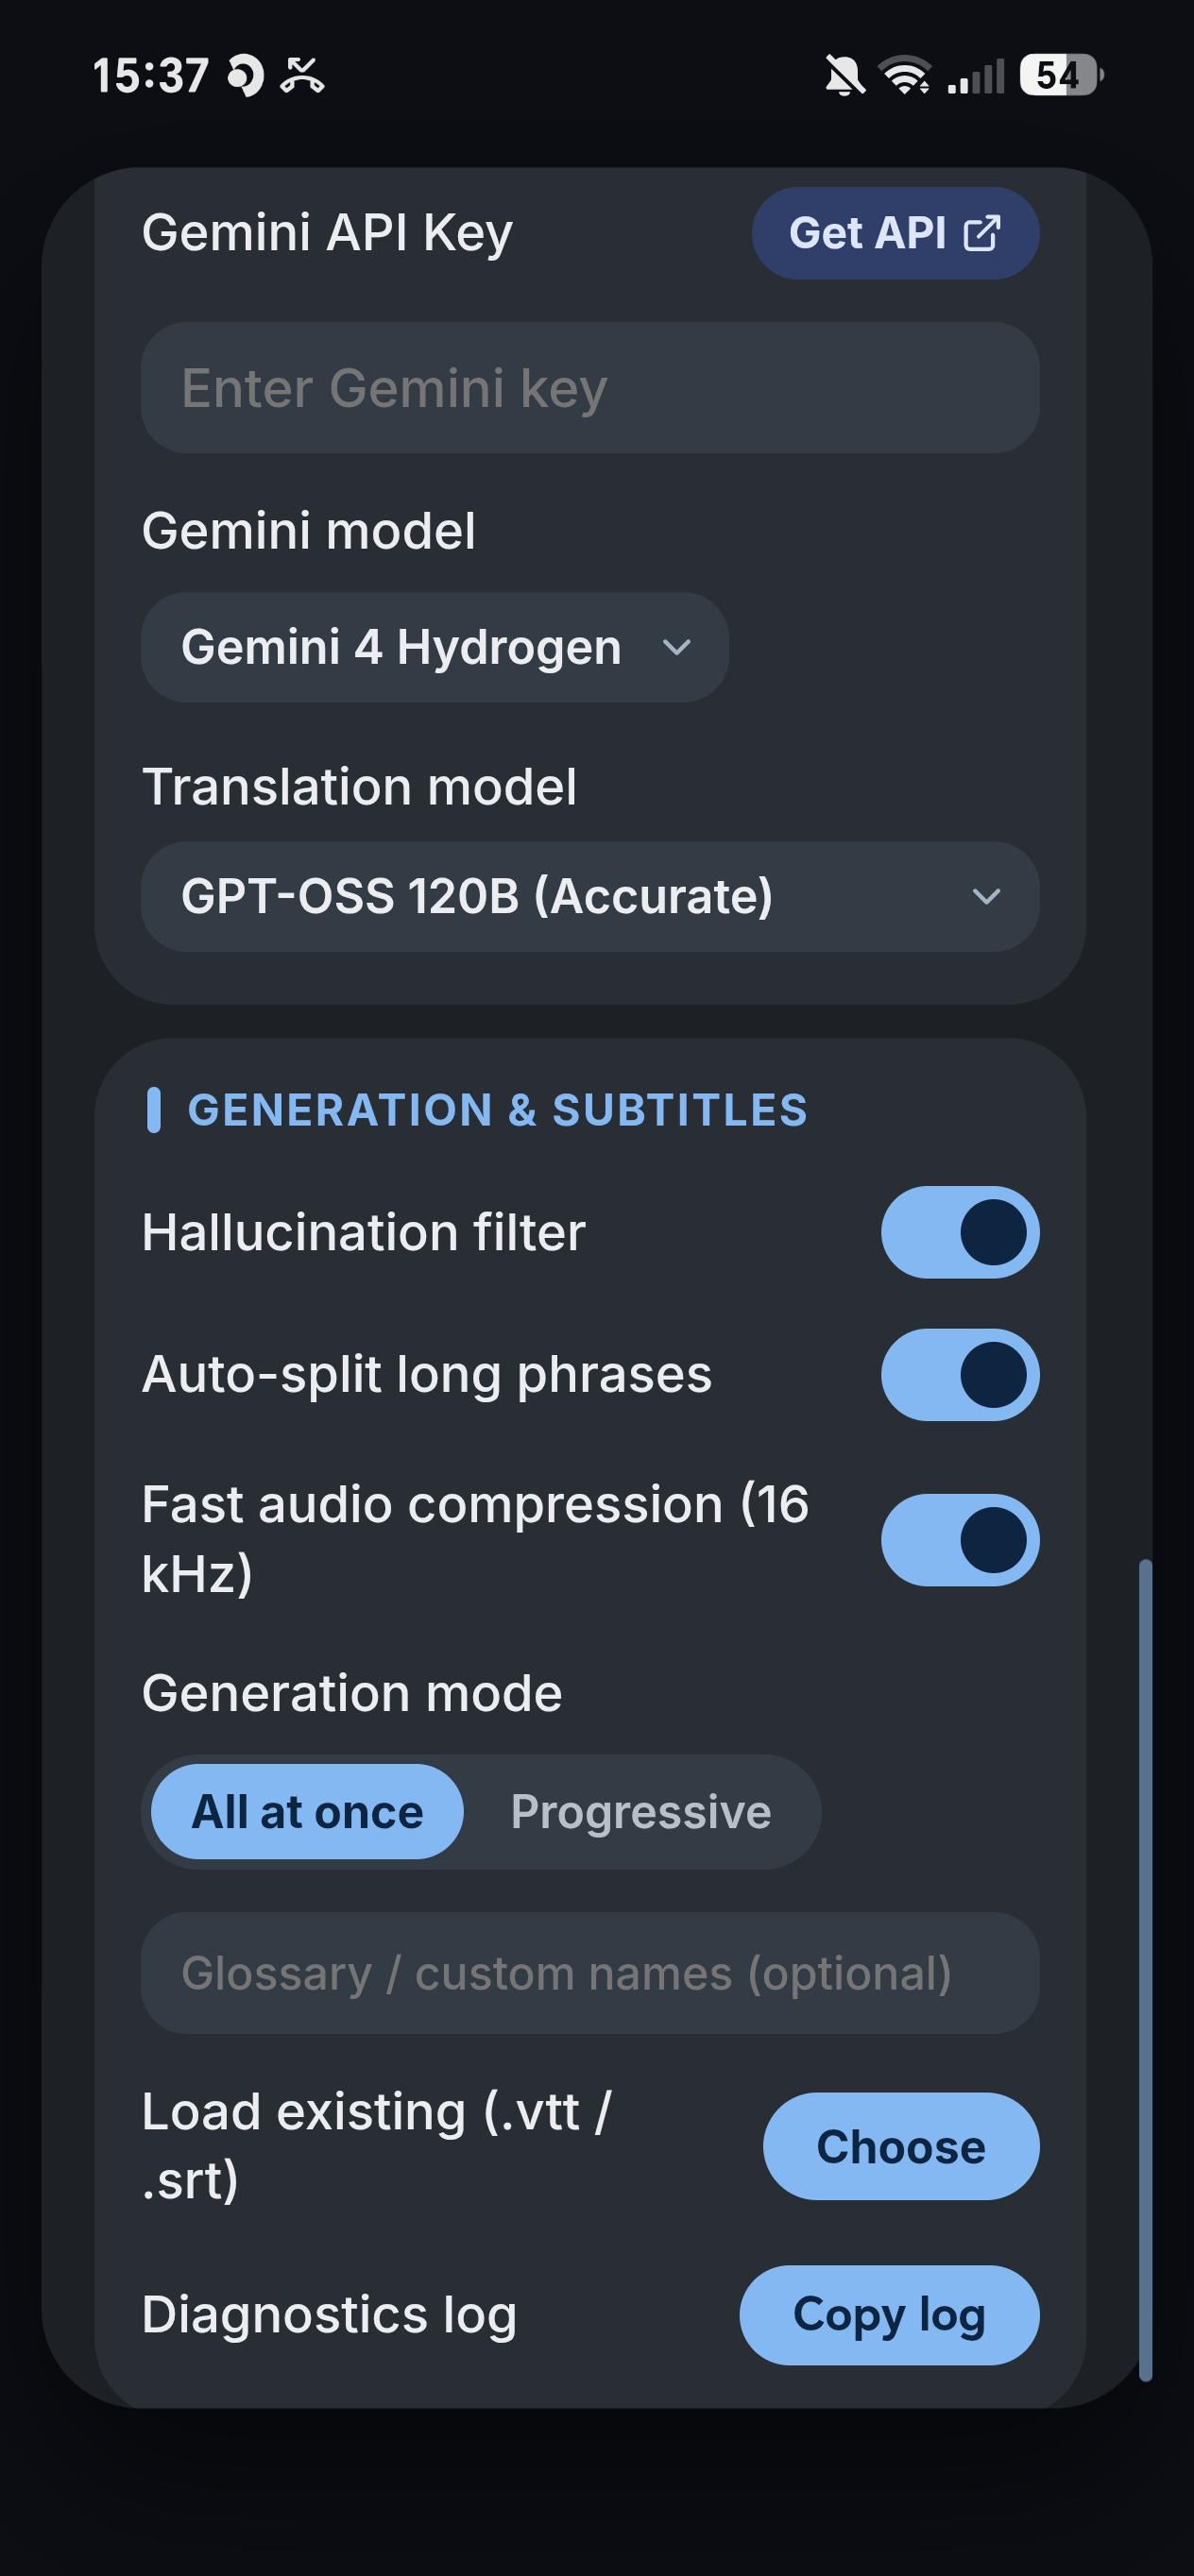 15:37
54
Gemini API Key
Get API
Enter Gemini key
Gemini model
Gemini 4 Hydrogen
Translation model
GPT-OSS 120B (Accurate)
GENERATION & SUBTITLES
Hallucination filter
Auto-split long phrases
Fast audio compression (16
kHz)
Generation mode
All at once
Progressive
Glossary / custom names (optional)
Load existing (.vtt /
.srt)
Choose
Diagnostics log
Copy log